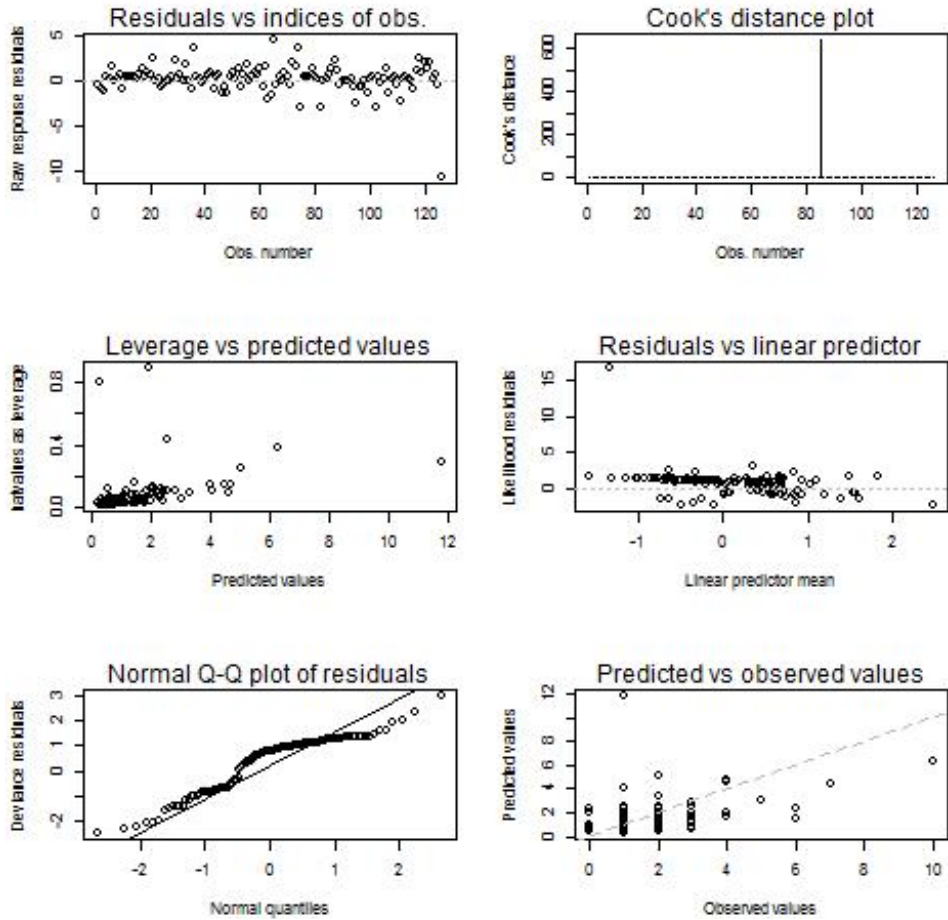 Residuals vs indices of obs.
Raw response residuals
5
0
-5
-10
0 20 40 60 80 100 120
Obs. number
Cook's distance plot
Cook's distance
600
400
200
0
0 20 40 60 80 100 120
Obs. number
Leverage vs predicted values
as leverage
0.8
0.4
0.0
0 2 4 6 8 10 12
Predicted values
Residuals vs linear predictor
Likelihood residuals
15
5
0
-1 0 1 2
Linear predictor mean
Normal Q-Q plot of residuals
Deviance residuals
3
2
1
0
-2
-2 -1 0 1 2
Normal quantiles
Predicted vs observed values
Predicted values
12
8
6
4
2
0
0 2 4 6 8 10
Observed values